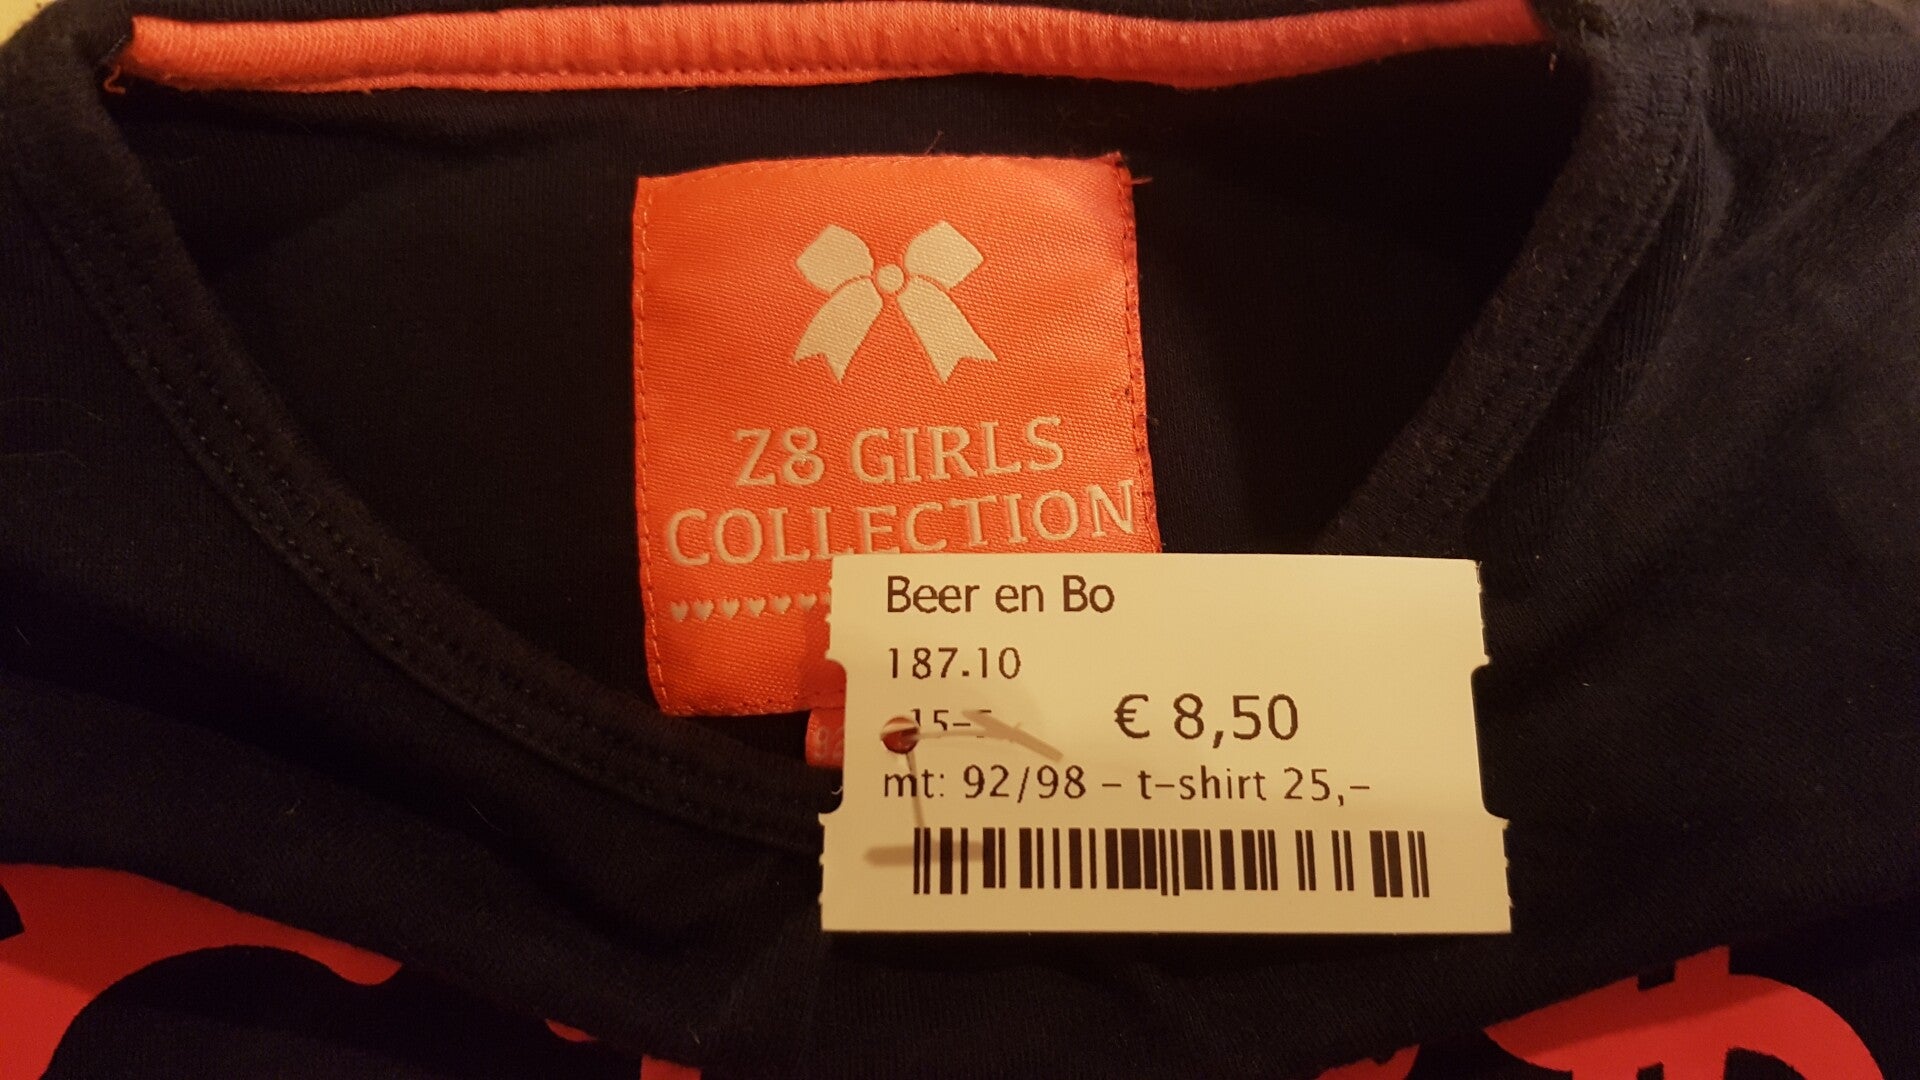 Z8 GIRLS
COLLECTION
Beer en Bo
187.10
€ 8,50
mt: 92/98 – t-shirt 25,–